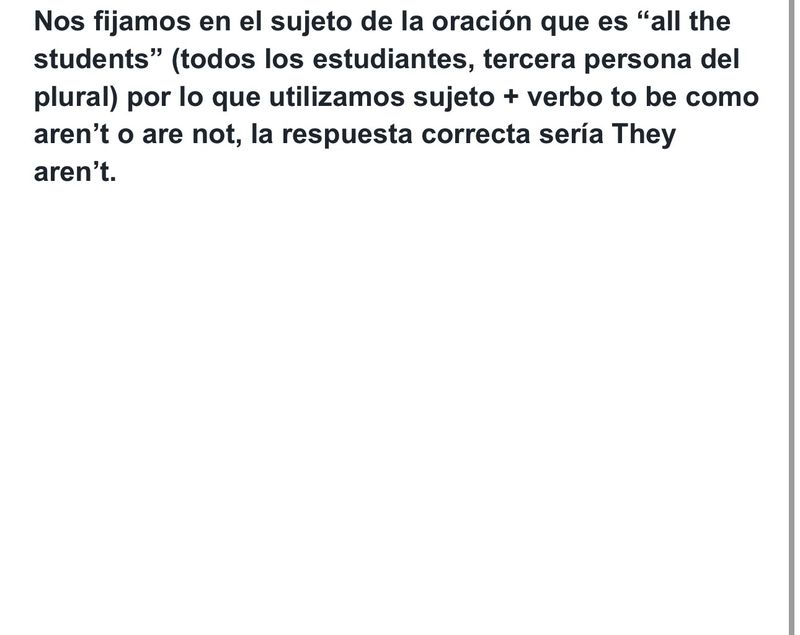 Nos fijamos en el sujeto de la oración que es “all the
students” (todos los estudiantes, tercera persona del
plural) por lo que utilizamos sujeto + verbo to be como
aren’t o are not, la respuesta correcta sería They
aren’t.